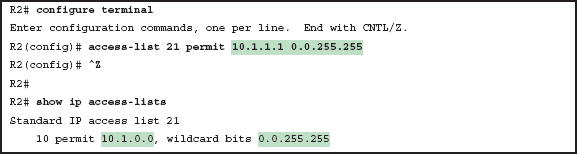 R2# configure terminal
Enter configuration commands, one per line. End with CNTL/Z.
R2(config)# access-list 21 permit 10.1.1.1 0.0.255.255
R2(config)# ^Z
R2#
R2# show ip access-lists
Standard IP access list 21
10 permit 10.1.0.0, wildcard bits 0.0.255.255